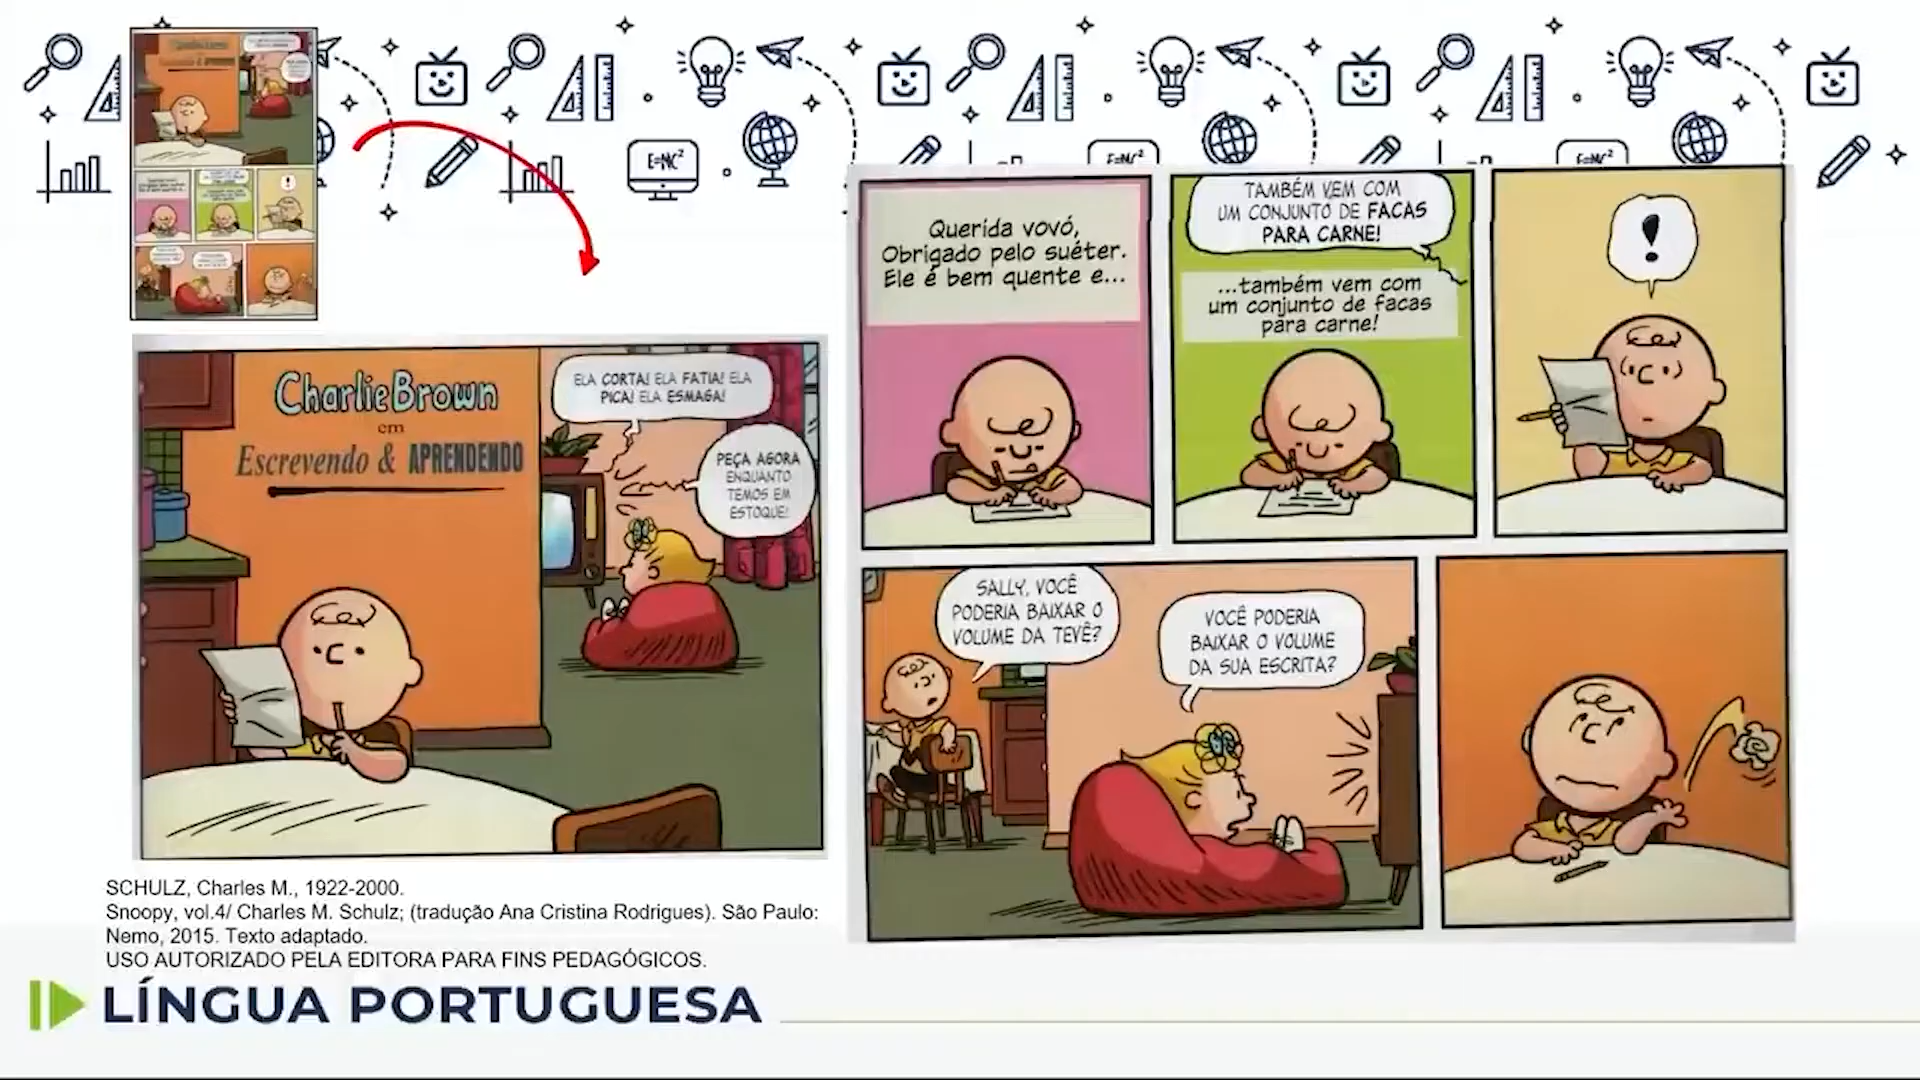 E=MC²
E=MC²
E=MC²
Charlie Brown
em
Escrevendo & APRENDENDO
ELA CORTA! ELA FATIA! ELA
PICA! ELA ESMAGA!
PEÇA AGORA
ENQUANTO
TEMOS EM
ESTOQUE!
Querida vovó,
Obrigado pelo suéter.
Ele é bem quente e...
TAMBÉM VEM COM
UM CONJUNTO DE FACAS
PARA CARNE!
...também vem com
um conjunto de facas
para carne!
!
SALLY, VOCÊ
PODERIA BAIXAR O
VOLUME DA TEVÊ?
VOCÊ PODERIA
BAIXAR O VOLUME
DA SUA ESCRITA?
SCHULZ, Charles M., 1922-2000.
Snoopy, vol.4/ Charles M. Schulz; (tradução Ana Cristina Rodrigues). São Paulo:
Nemo, 2015. Texto adaptado.
USO AUTORIZADO PELA EDITORA PARA FINS PEDAGÓGICOS.
LÍNGUA PORTUGUESA